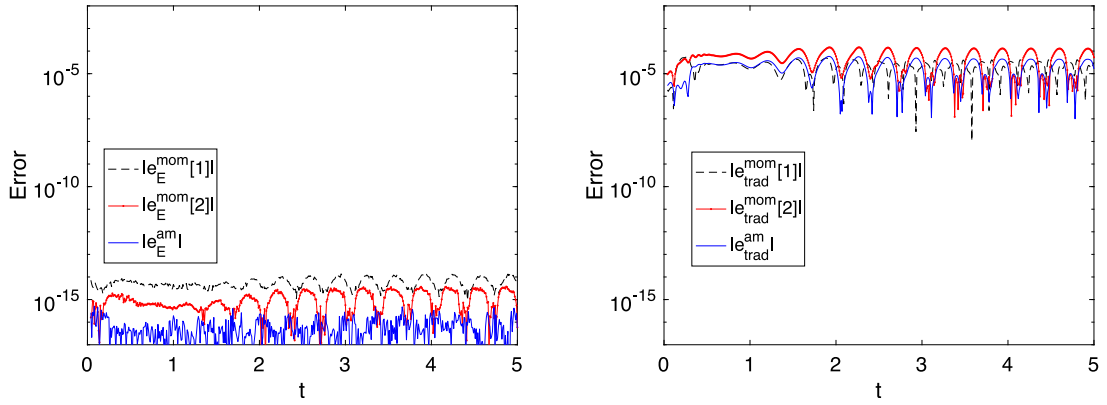 Error
10^-5
10^-10
10^-15
|e_E^mom[1]|
|e_E^mom[2]|
|e_E^am|
0 1 2 3 4 5
t
Error
10^-5
10^-10
10^-15
|e_trad^mom[1]|
|e_trad^mom[2]|
|e_trad^am|
0 1 2 3 4 5
t